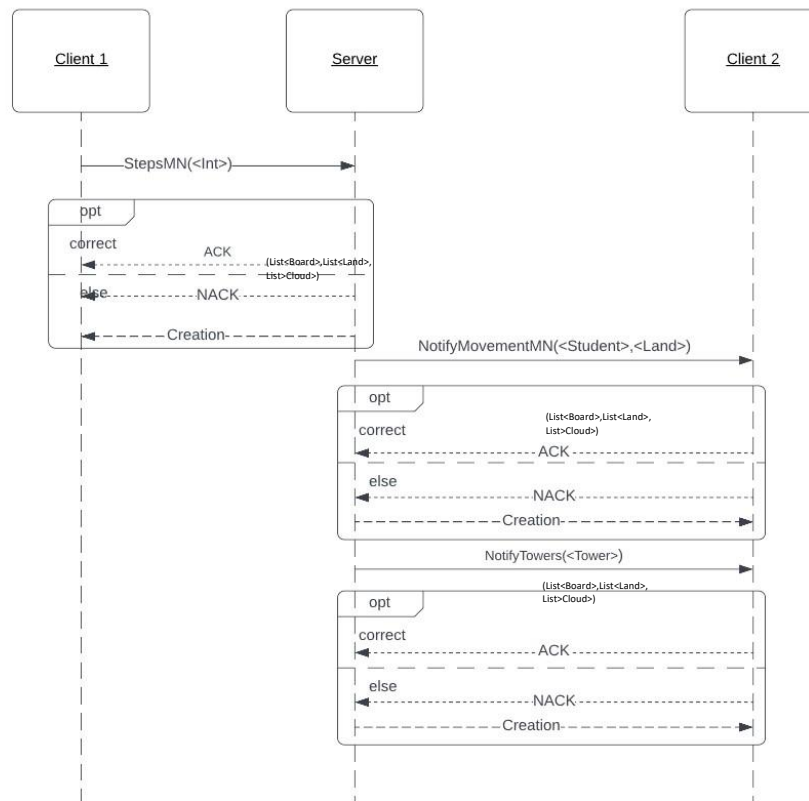 Client 1
Server
Client 2
StepsMN(<Int>)
opt
correct
ACK
(List<Board>,List<Land>,
List>Cloud>)
else
NACK
Creation
NotifyMovementMN(<Student>,<Land>)
opt
correct
(List<Board>,List<Land>,
List>Cloud>)
ACK
else
NACK
Creation
NotifyTowers(<Tower>)
(List<Board>,List<Land>,
List>Cloud>)
opt
correct
ACK
else
NACK
Creation